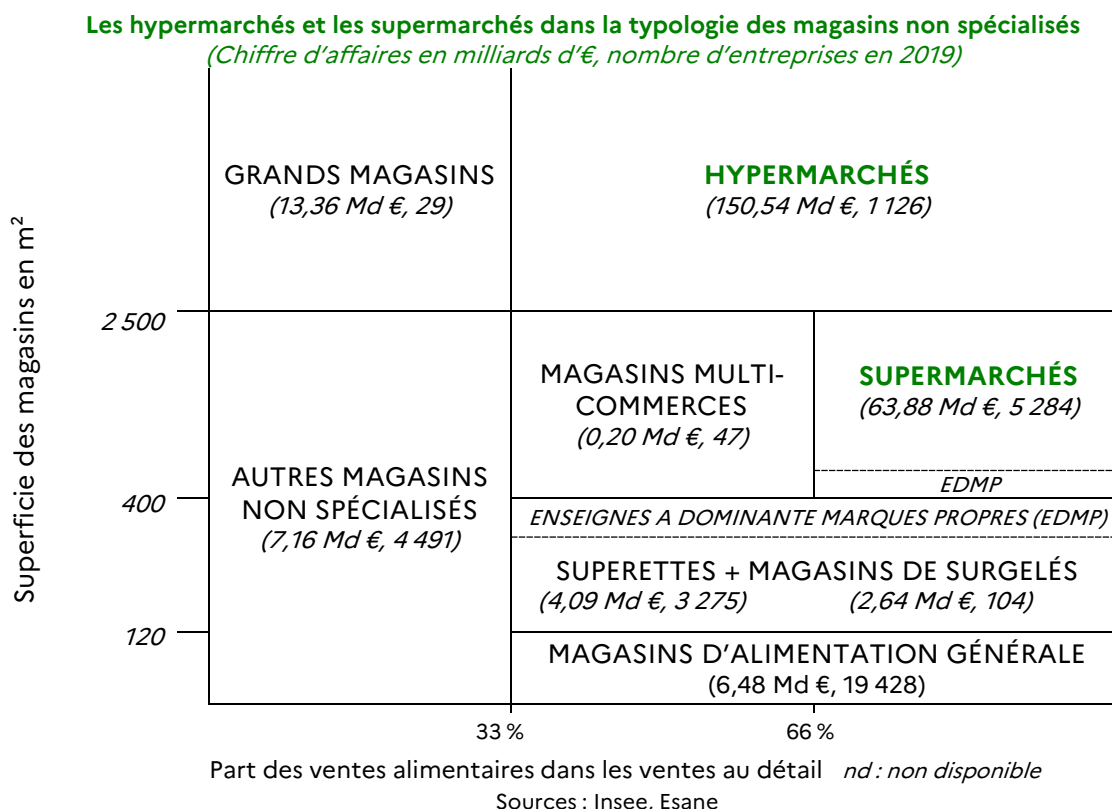 Les hypermarchés et les supermarchés dans la typologie des magasins non spécialisés
(Chiffre d'affaires en milliards d'€, nombre d'entreprises en 2019)
Superficie des magasins en m²
GRANDS MAGASINS
(13,36 Md €, 29)
HYPERMARCHÉS
(150,54 Md €, 1 126)
2 500
MAGASINS MULTI-
COMMERCES
(0,20 Md €, 47)
SUPERMARCHÉS
(63,88 Md €, 5 284)
EDMP
AUTRES MAGASINS
NON SPÉCIALISÉS
(7,16 Md €, 4 491)
400
ENSEIGNES A DOMINANTE MARQUES PROPRES (EDMP)
SUPERETTES + MAGASINS DE SURGELÉS
(4,09 Md €, 3 275) (2,64 Md €, 104)
120
MAGASINS D'ALIMENTATION GÉNÉRALE
(6,48 Md €, 19 428)
33 % 66 %
Part des ventes alimentaires dans les ventes au détail nd : non disponible
Sources : Insee, Esane